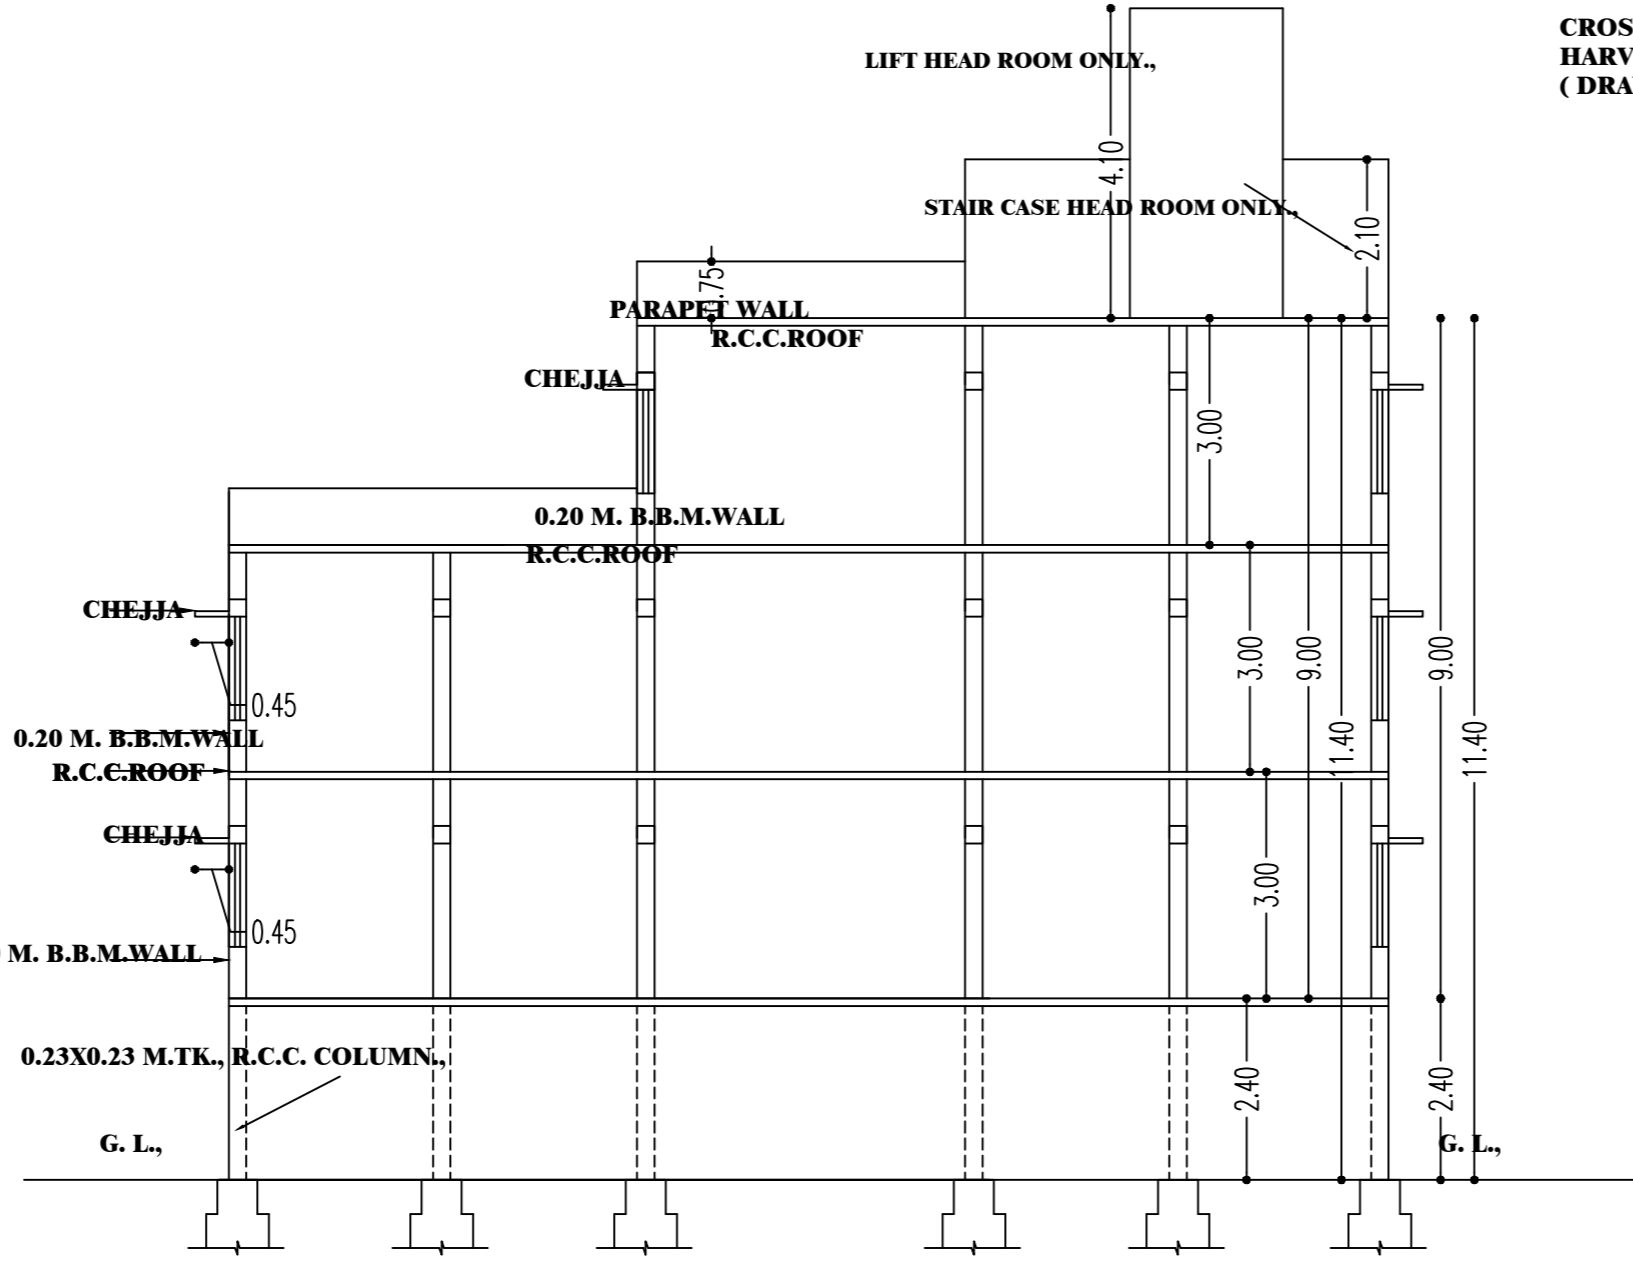 CROS
HARV
( DRA
LIFT HEAD ROOM ONLY.,
4.10
STAIR CASE HEAD ROOM ONLY.,
2.10
.75
PARAPET WALL
R.C.C.ROOF
CHEJJA
3.00
0.20 M. B.B.M.WALL
R.C.C.ROOF
CHEJJA
3.00
9.00
9.00
0.45
0.20 M. B.B.M.WALL
11.40
11.40
R.C.C.ROOF
CHEJJA
3.00
0.45
M. B.B.M.WALL
0.23X0.23 M.TK., R.C.C. COLUMN.,
2.40
2.40
G. L.,
G. L.,